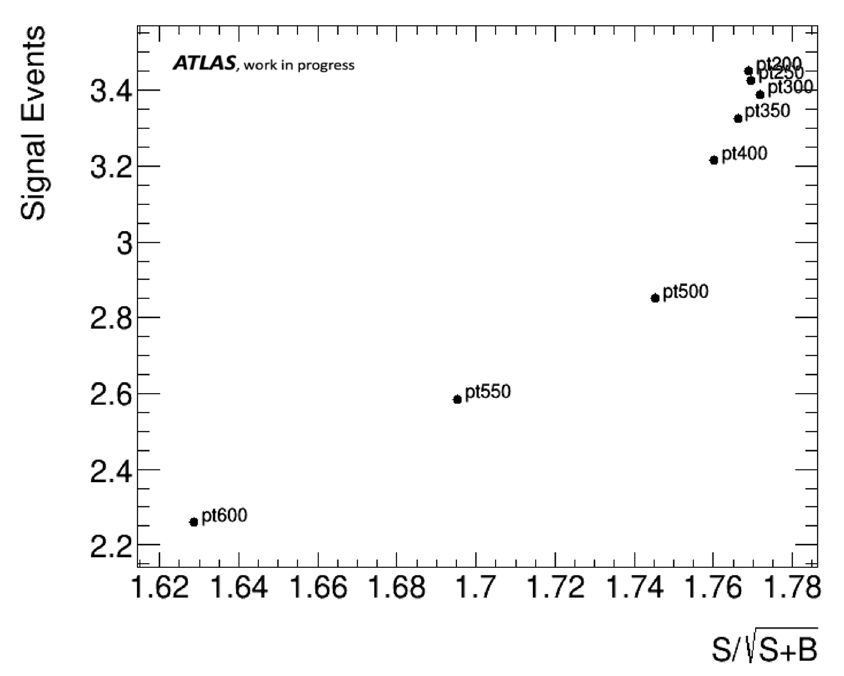 Signal Events
ATLAS, work in progress
pt200
pt250
pt300
pt350
pt400
pt500
pt550
pt600
3.4
3.2
3
2.8
2.6
2.4
2.2
1.62 1.64 1.66 1.68 1.7 1.72 1.74 1.76 1.78
S/√S+B